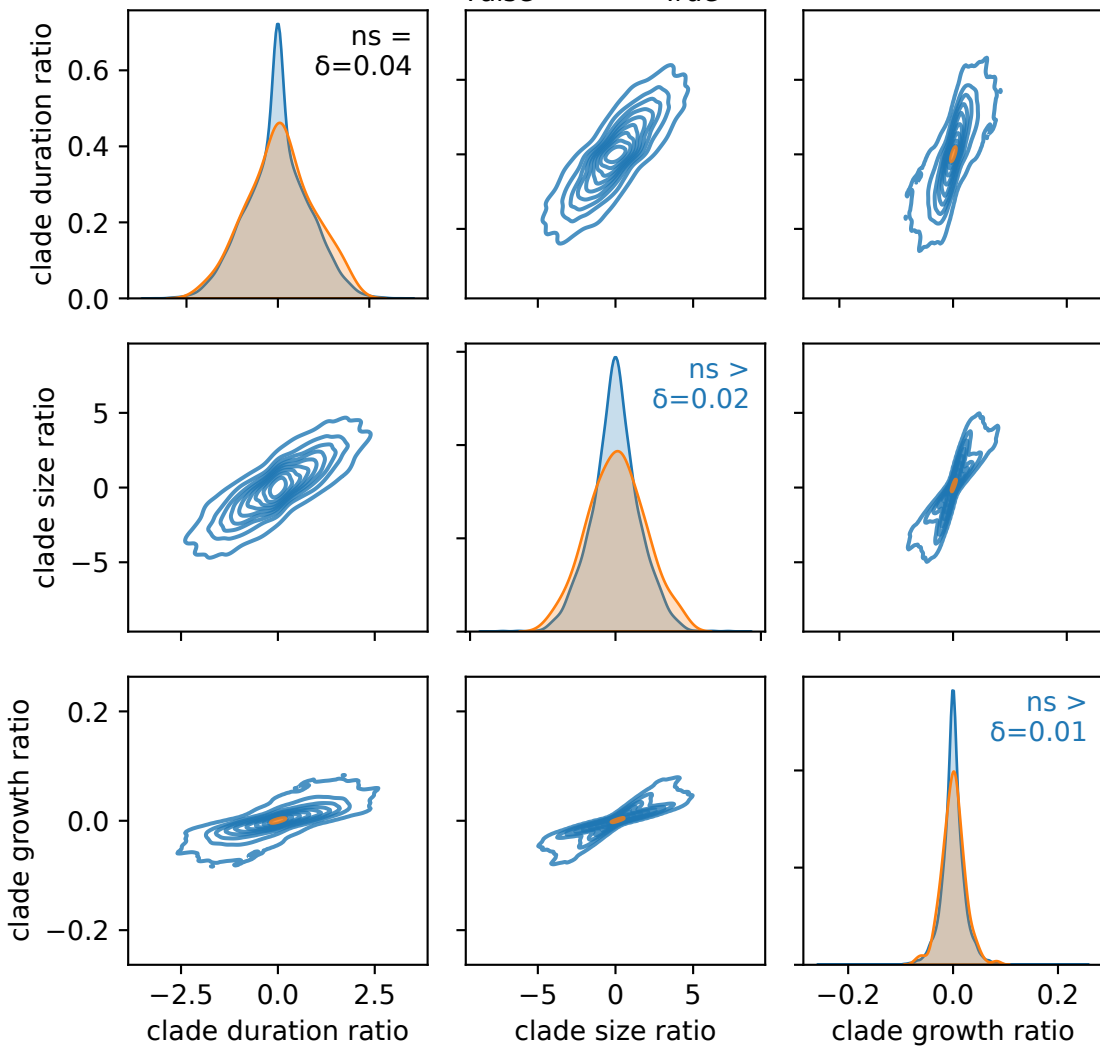 clade duration ratio
0.6
0.4
0.2
0.0
ns =
δ=0.04
clade size ratio
5
0
−5
ns >
δ=0.02
clade growth ratio
0.2
0.0
−0.2
ns >
δ=0.01
−2.5 0.0 2.5
−5 0 5
−0.2 0.0 0.2
clade duration ratio
clade size ratio
clade growth ratio